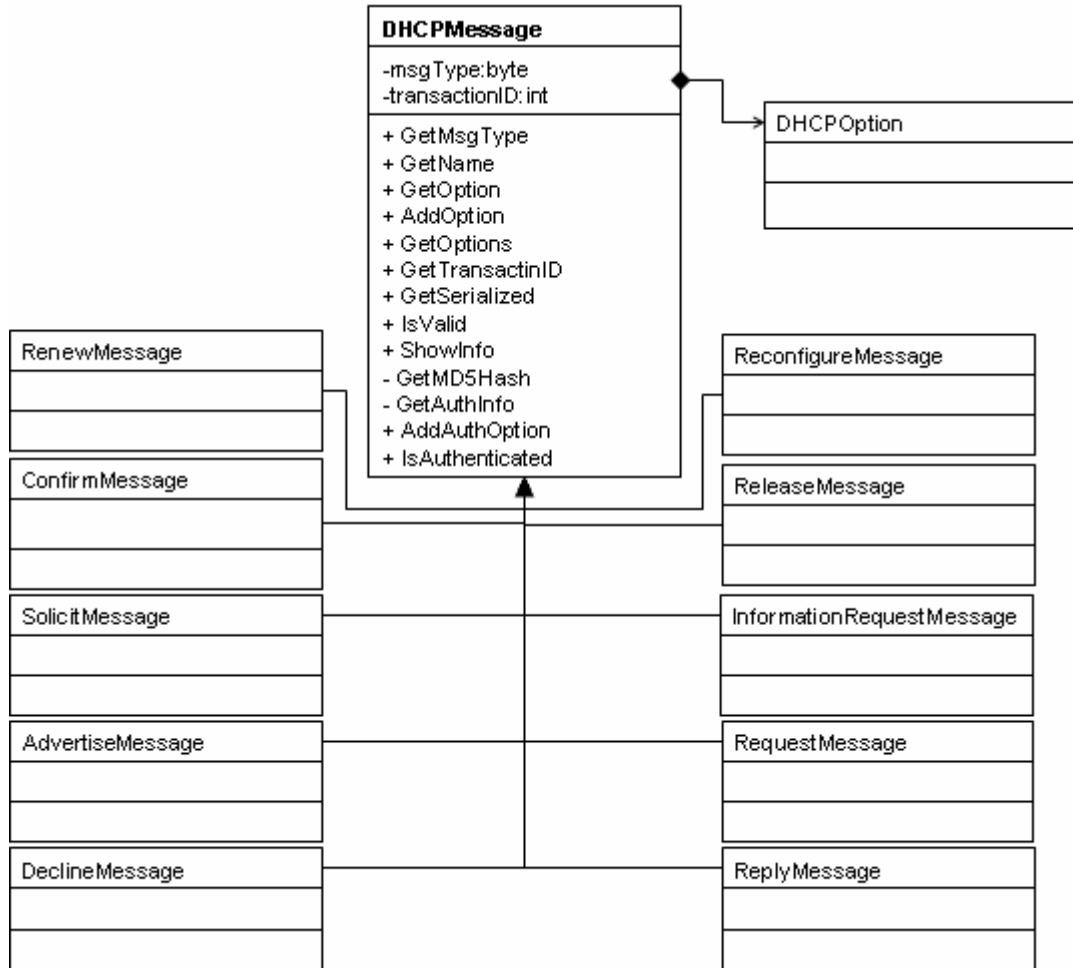 DHCPMessage
-msgType:byte
-transactionID:int
+ GetMsgType
+ GetName
+ GetOption
+ AddOption
+ GetOptions
+ GetTransactinID
+ GetSerialized
+ IsValid
+ ShowInfo
- GetMD5Hash
- GetAuthInfo
+ AddAuthOption
+ IsAuthenticated
DHCPOption
RenewMessage
ReconfigureMessage
ConfirmMessage
ReleaseMessage
SolicitMessage
InformationRequestMessage
AdvertiseMessage
RequestMessage
DeclineMessage
ReplyMessage